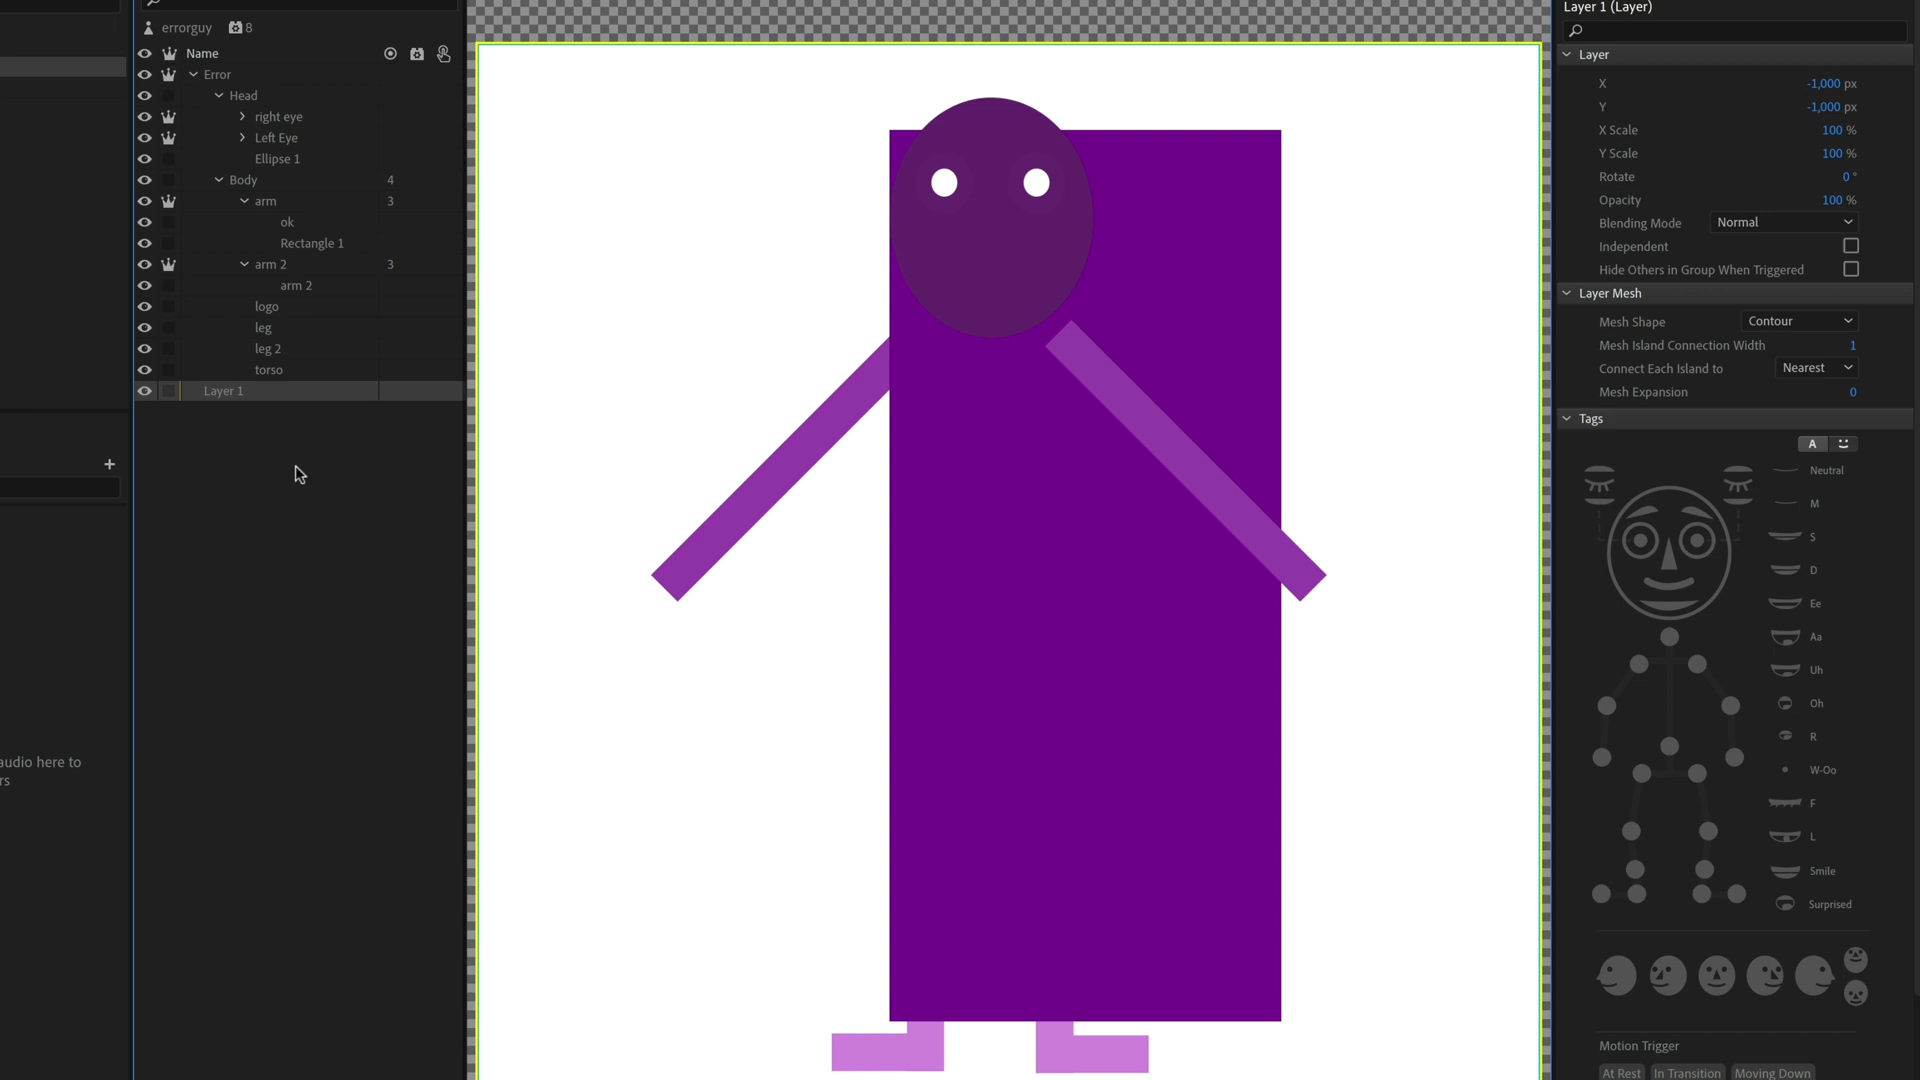 errorguy 8
Name
Error
Head
right eye
Left Eye
Ellipse 1
Body 4
arm 3
ok
Rectangle 1
arm 2 3
arm 2
logo
leg
leg 2
torso
Layer 1
+
audio here to
rs
Layer 1 (Layer)
Layer
X -1,000 px
Y -1,000 px
X Scale 100 %
Y Scale 100 %
Rotate 0 °
Opacity 100 %
Blending Mode Normal
Independent
Hide Others in Group When Triggered
Layer Mesh
Mesh Shape Contour
Mesh Island Connection Width 1
Connect Each Island to Nearest
Mesh Expansion 0
Tags
A
Neutral
M
S
D
Ee
Aa
Uh
Oh
R
W-Oo
F
L
Smile
Surprised
Motion Trigger
At Rest In Transition Moving Down